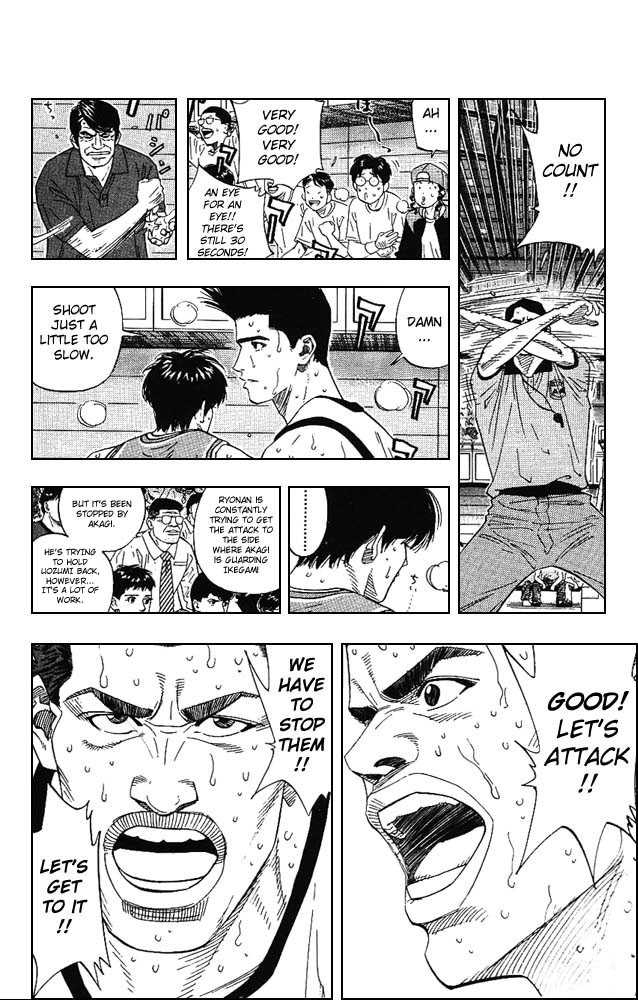 NO
COUNT
!!
AH
...
VERY
GOOD!
VERY
GOOD!
AN EYE
FOR AN
EYE!!
THERE'S
STILL 30
SECONDS!
DAMN
...
SHOOT
JUST A
LITTLE TOO
SLOW.
RYONAN IS
CONSTANTLY
TRYING TO GET
THE ATTACK TO
THE SIDE
WHERE AKAGI
IS GUARDING
IKEGAMI
BUT IT'S BEEN
STOPPED BY
AKAGI.
HE'S TRYING
TO HOLD
UOZUMI BACK,
HOWEVER...
IT'S A LOT OF
WORK.
GOOD!
LET'S
ATTACK
!!
WE
HAVE
TO
STOP
THEM
!!
LET'S
GET
TO IT
!!